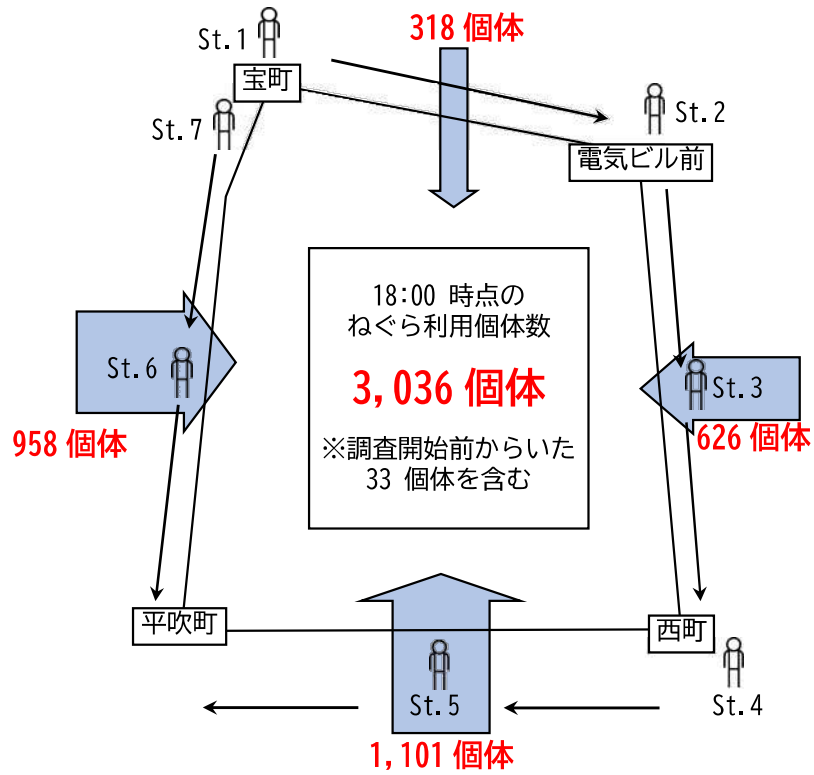 318 個体
St.1
宝町
St.7
St.2
電気ビル前
18:00 時点の
ねぐら利用個体数
3,036 個体
※調査開始前からいた
33 個体を含む
St.6
958 個体
St.3
626 個体
平吹町
西町
St.5
St.4
1,101 個体